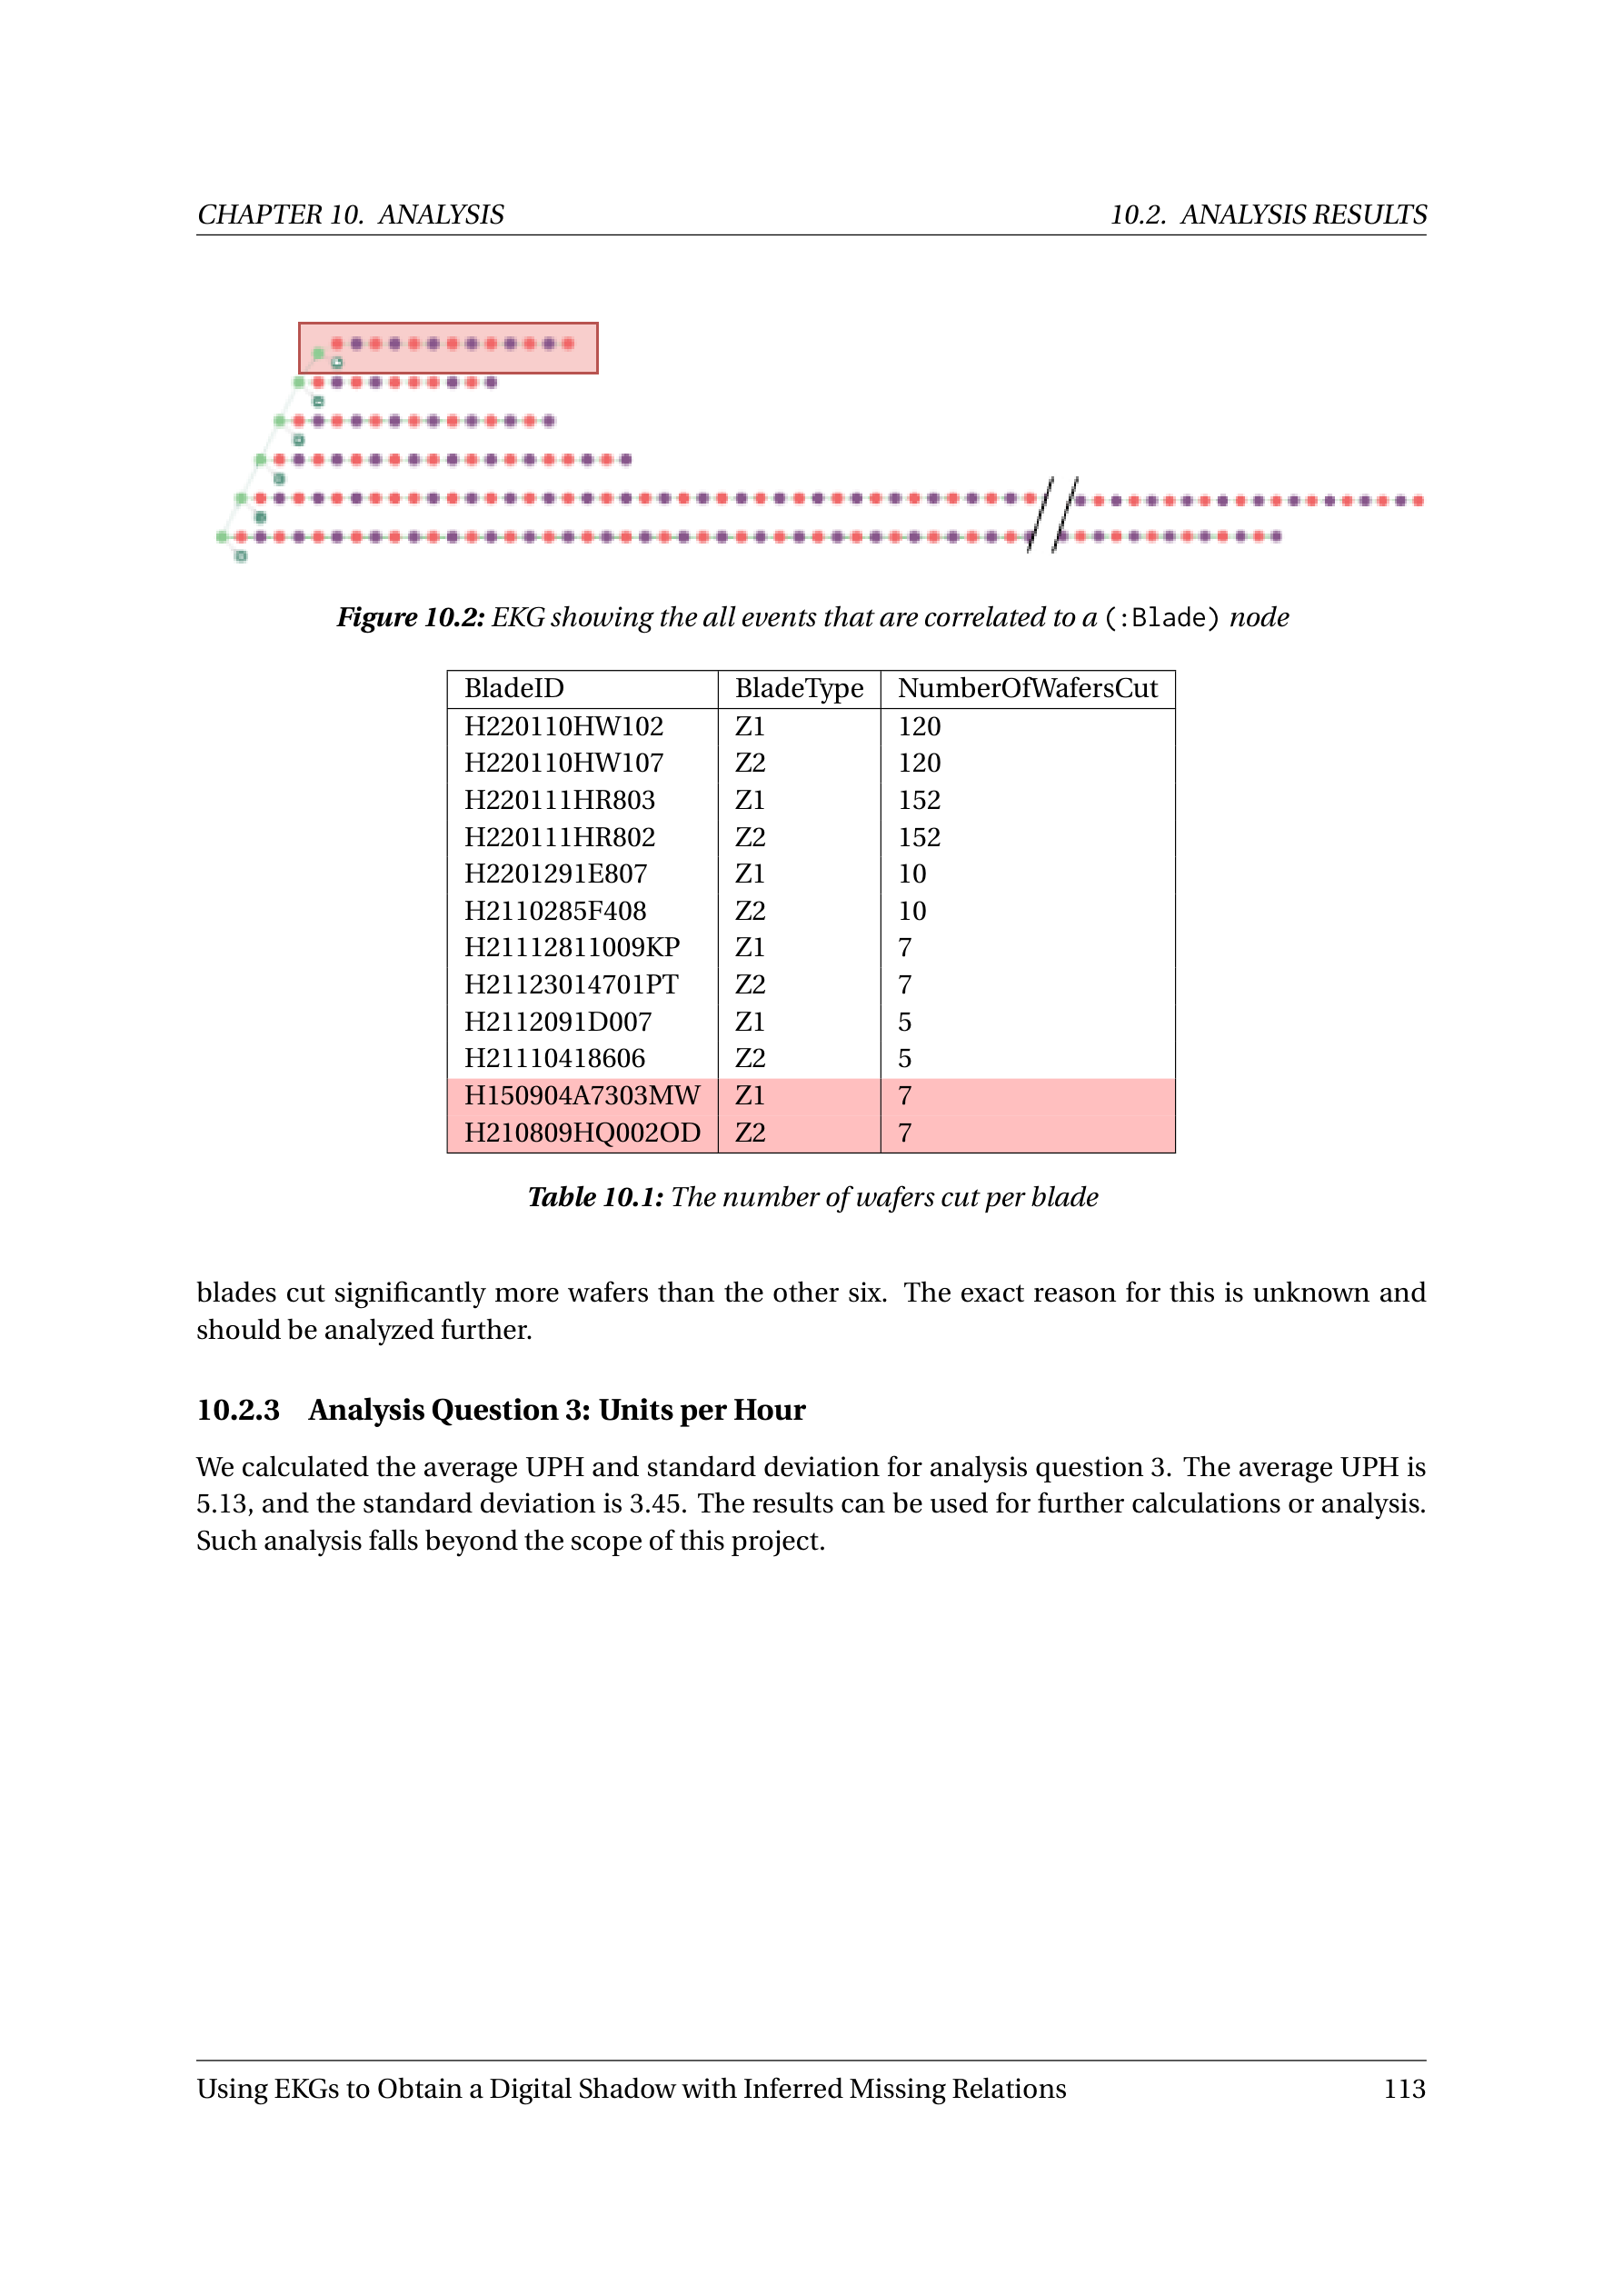 CHAPTER 10. ANALYSIS 10.2. ANALYSIS RESULTS
Figure 10.2: EKG showing the all events that are correlated to a (:Blade) node
BladeID BladeType NumberOfWafersCut
H220110HW102 Z1 120
H220110HW107 Z2 120
H220111HR803 Z1 152
H220111HR802 Z2 152
H2201291E807 Z1 10
H2110285F408 Z2 10
H21112811009KP Z1 7
H21123014701PT Z2 7
H2112091D007 Z1 5
H21110418606 Z2 5
H150904A7303MW Z1 7
H210809HQ002OD Z2 7
Table 10.1: The number of wafers cut per blade
blades cut significantly more wafers than the other six. The exact reason for this is unknown and
should be analyzed further.
10.2.3 Analysis Question 3: Units per Hour
We calculated the average UPH and standard deviation for analysis question 3. The average UPH is
5.13, and the standard deviation is 3.45. The results can be used for further calculations or analysis.
Such analysis falls beyond the scope of this project.
Using EKGs to Obtain a Digital Shadow with Inferred Missing Relations 113